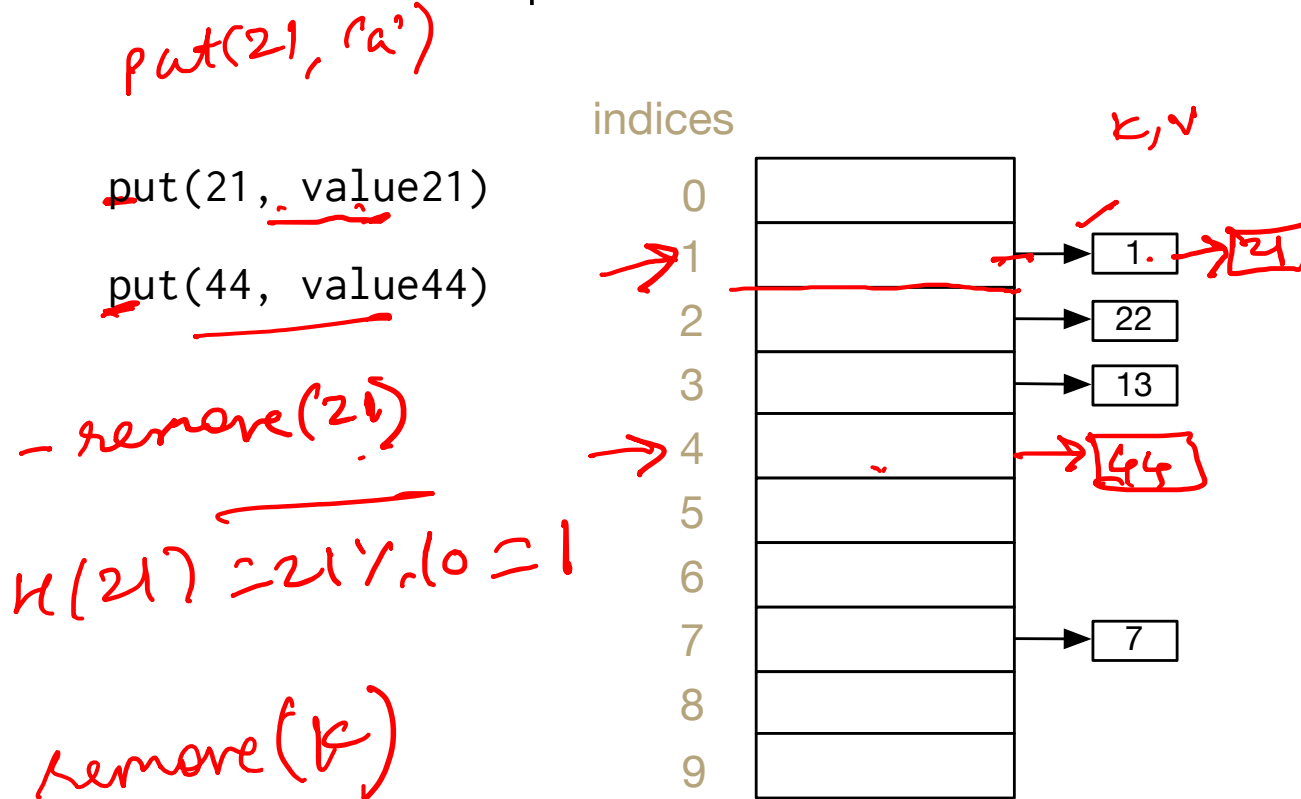 put(21, 'a')
indices
k, v
put(21, value21)
put(44, value44)
- remove(21)
H(21) = 21 % 10 = 1
remove(k)
0
1 1 21
2 22
3 13
4 44
5
6
7 7
8
9